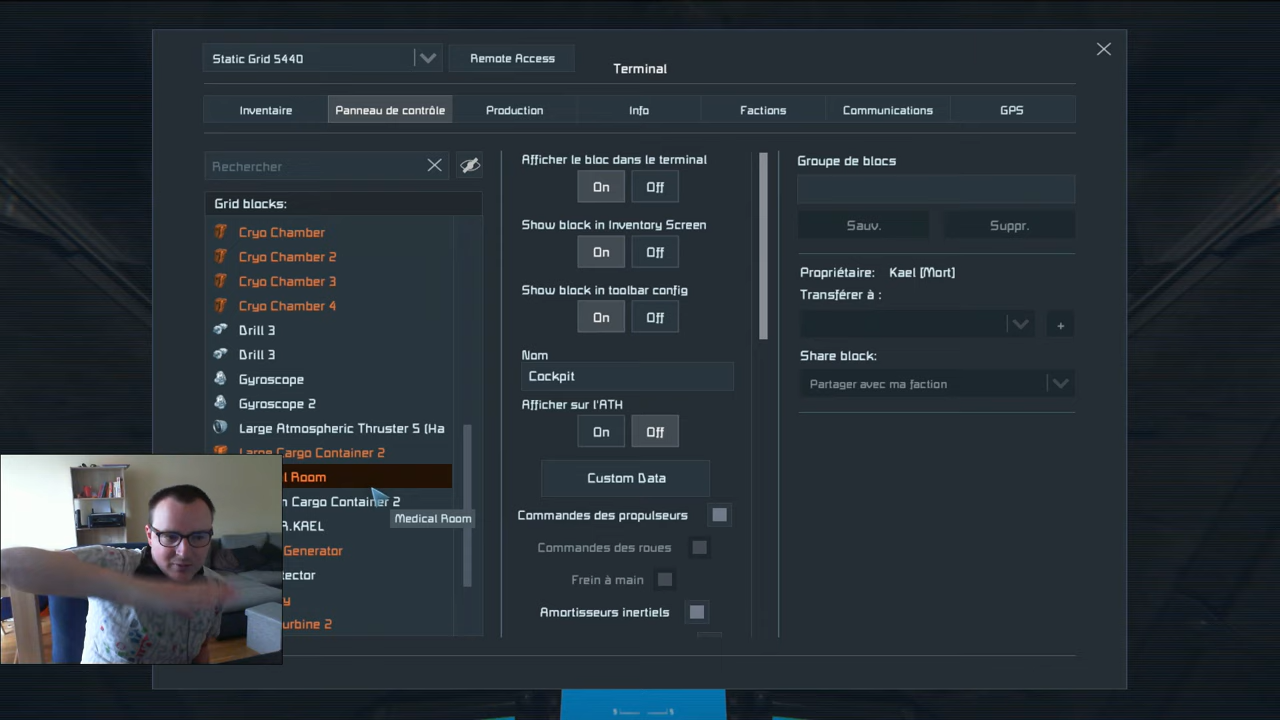 Static Grid 5440
Remote Access
Terminal
Inventaire
Panneau de contrôle
Production
Info
Factions
Communications
GPS
Rechercher
Grid blocks:
Cryo Chamber
Cryo Chamber 2
Cryo Chamber 3
Cryo Chamber 4
Drill 3
Drill 3
Gyroscope
Gyroscope 2
Large Atmospheric Thruster 5 (Ha
Large Cargo Container 2
l Room
Cargo Container 2
Medical Room
R.KAEL
Generator
tector
y
urbine 2
Afficher le bloc dans le terminal
On Off
Show block in Inventory Screen
On Off
Show block in toolbar config
On Off
Nom
Cockpit
Afficher sur l'ATH
On Off
Custom Data
Commandes des propulseurs
Commandes des roues
Frein à main
Amortisseurs inertiels
Groupe de blocs
Sauv. Suppr.
Propriétaire: Kael [Mort]
Transférer à :
+
Share block:
Partager avec ma faction